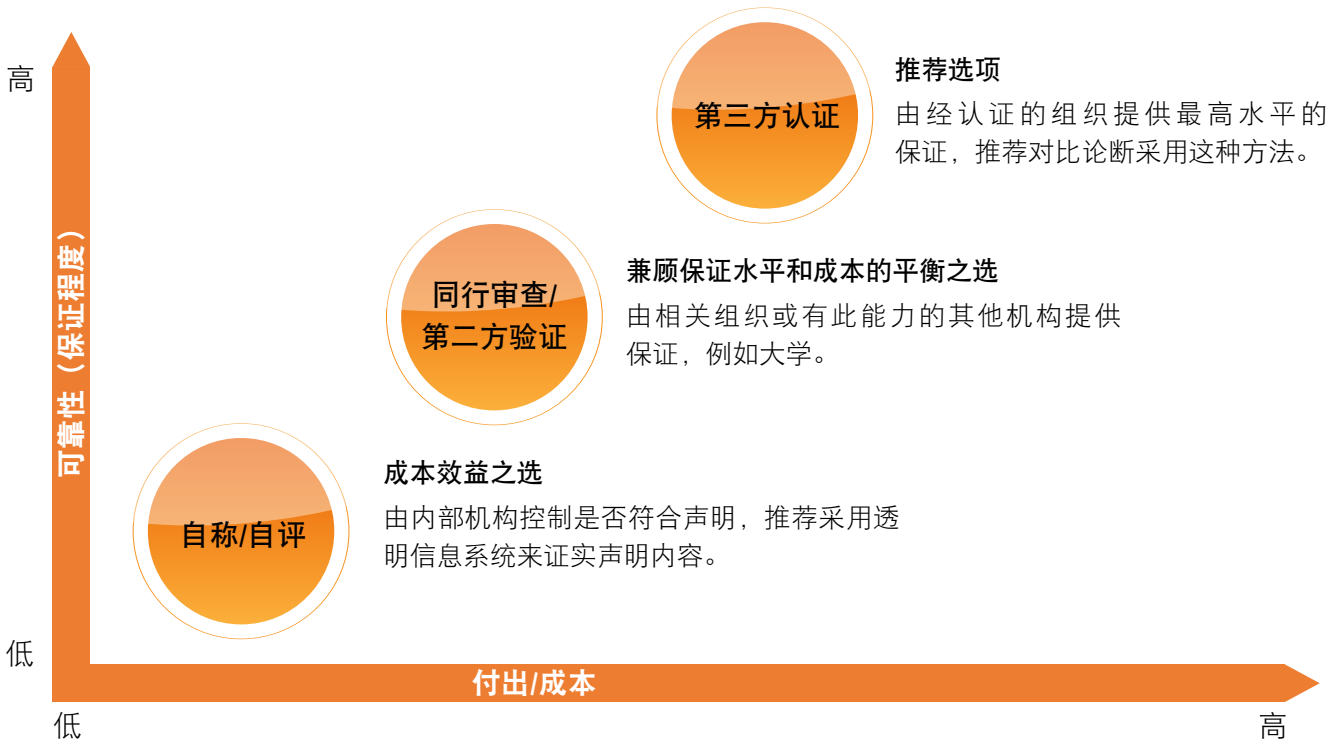 高
第三方认证
推荐选项
由经认证的组织提供最高水平的
保证，推荐对比论断采用这种方法。
可靠性（保证程度）
同行审查/
第二方验证
兼顾保证水平和成本的平衡之选
由相关组织或有此能力的其他机构提供
保证，例如大学。
自称/自评
成本效益之选
由内部机构控制是否符合声明，推荐采用透
明信息系统来证实声明内容。
低
付出/成本
低
高